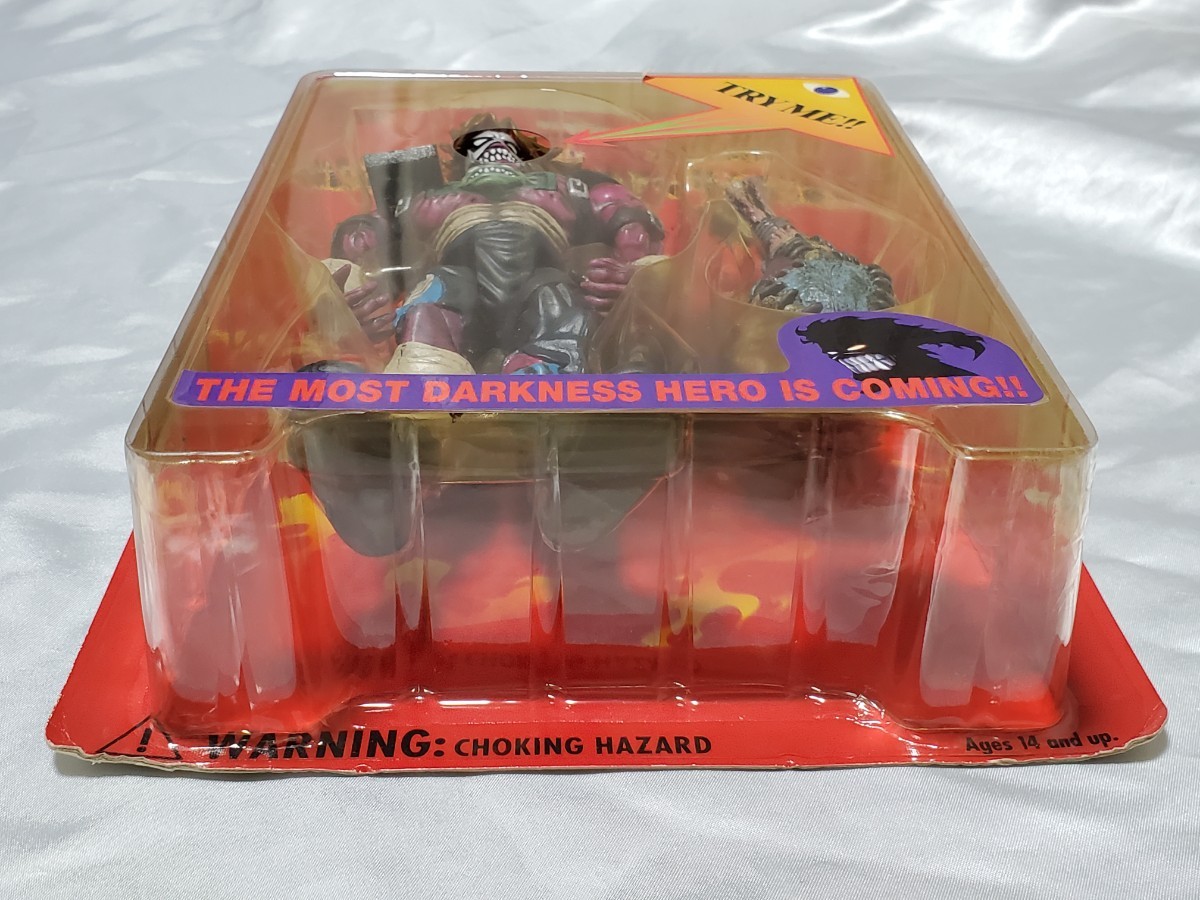 TRY ME!!
THE MOST DARKNESS HERO IS COMING!!
WARNING: CHOKING HAZARD
Ages 14 and up.